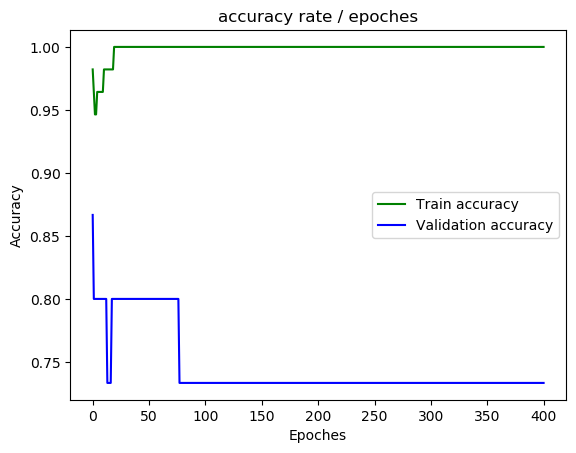 accuracy rate / epoches
1.00
0.95
0.90
0.85
0.80
0.75
Accuracy
Train accuracy
Validation accuracy
0 50 100 150 200 250 300 350 400
Epoches